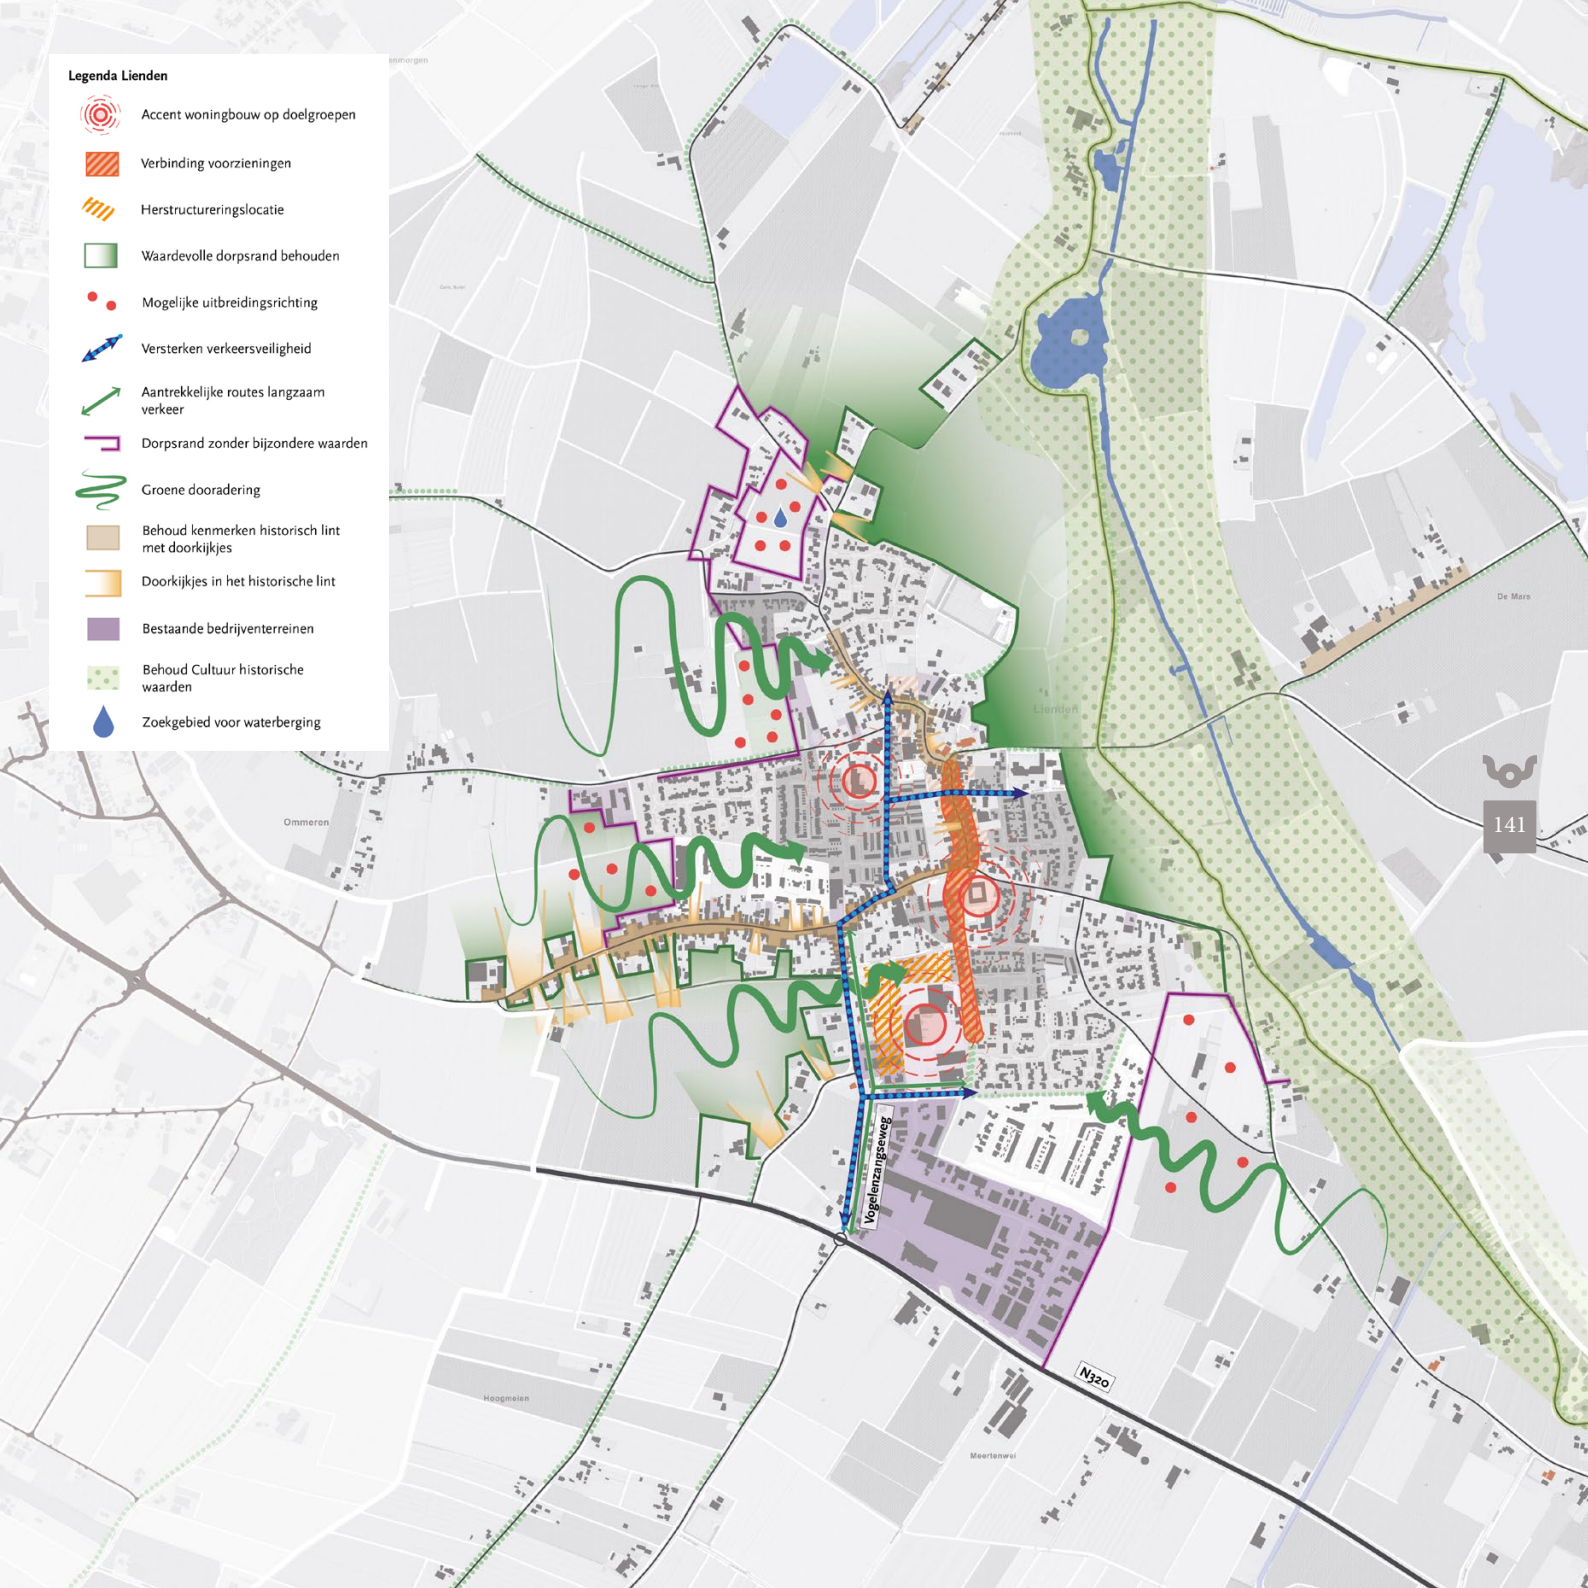 Legenda Lienden
Accent woningbouw op doelgroepen
Verbinding voorzieningen
Herstructureringslocatie
Waardevolle dorpsrand behouden
Mogelijke uitbreidingsrichting
Versterken verkeersveiligheid
Aantrekkelijke routes langzaam
verkeer
Dorpsrand zonder bijzondere waarden
Groene dooradering
Behoud kenmerken historisch lint
met doorkijkjes
Doorkijkjes in het historische lint
Bestaande bedrijventerreinen
Behoud Cultuur historische
waarden
Zoekgebied voor waterberging
De Mars
Lienden
Ommeren
141
Vogelenzangseweg
N320
Hoogmeien
Meertenwei